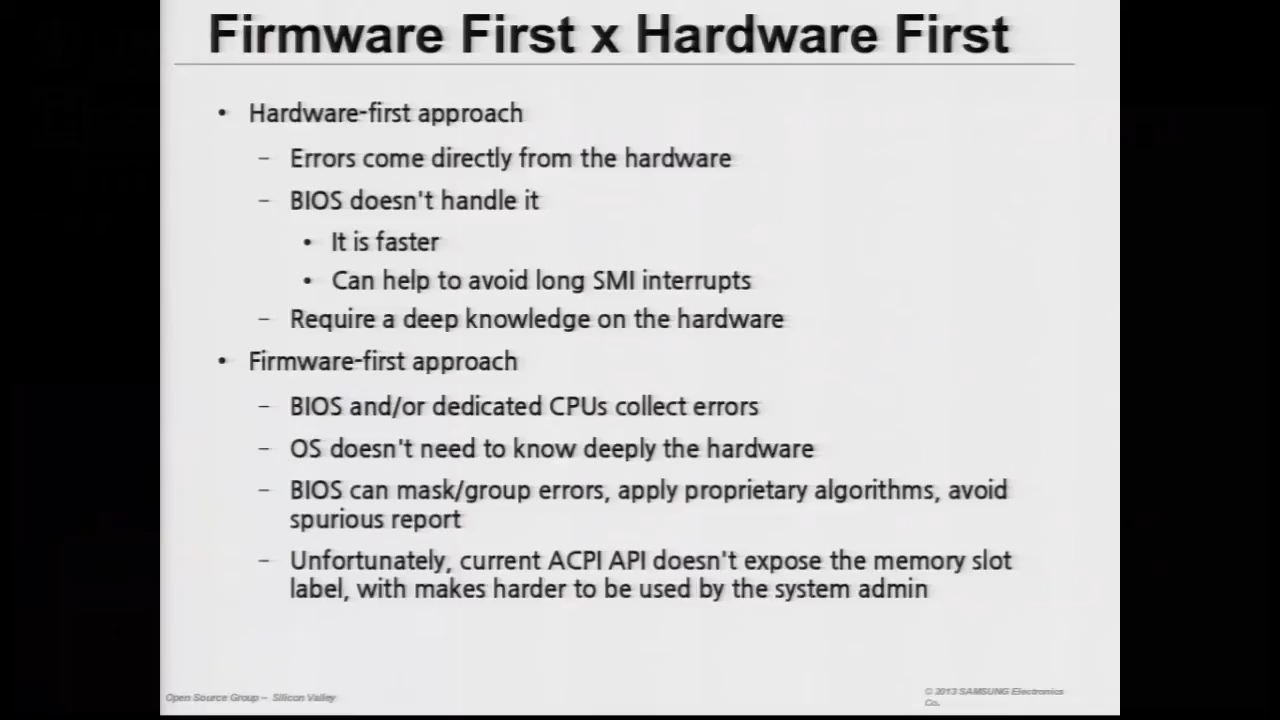 Firmware First x Hardware First
• Hardware-first approach
– Errors come directly from the hardware
– BIOS doesn't handle it
• It is faster
• Can help to avoid long SMI interrupts
– Require a deep knowledge on the hardware
• Firmware-first approach
– BIOS and/or dedicated CPUs collect errors
– OS doesn't need to know deeply the hardware
– BIOS can mask/group errors, apply proprietary algorithms, avoid
spurious report
– Unfortunately, current ACPI API doesn't expose the memory slot
label, with makes harder to be used by the system admin
Open Source Group – Silicon Valley
© 2013 SAMSUNG Electronics
Co.